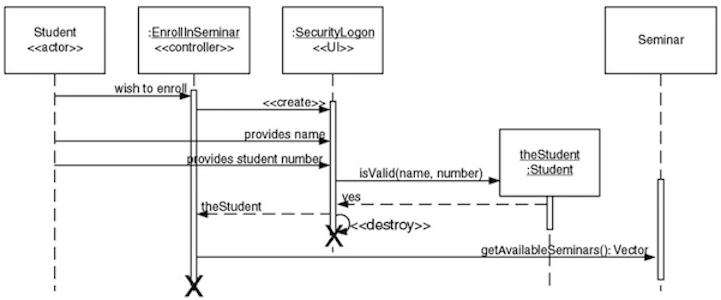 Student
<<actor>>
:EnrollInSeminar
<<controller>>
:SecurityLogon
<<UI>>
Seminar
wish to enroll
<<create>>
provides name
provides student number
isValid(name, number)
theStudent
:Student
yes
theStudent
<<destroy>>
getAvailableSeminars(): Vector
X
X